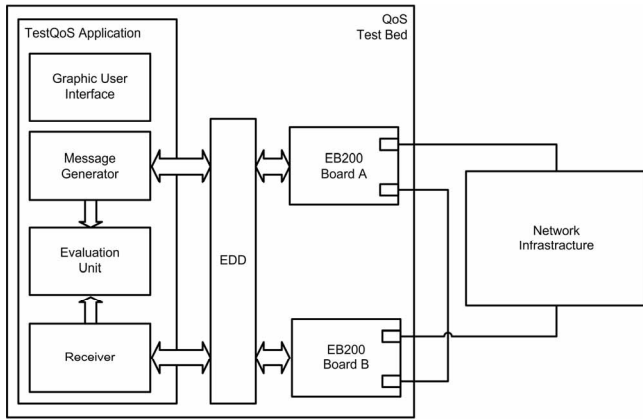 QoS
Test Bed
TestQoS Application
Graphic User
Interface
Message
Generator
Evaluation
Unit
Receiver
EDD
EB200
Board A
EB200
Board B
Network
Infrastracture